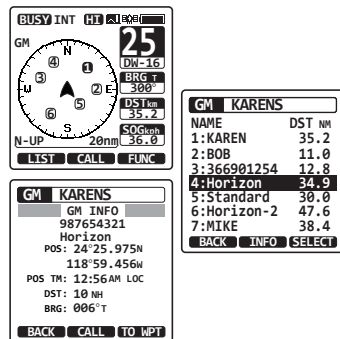 BUSY INT HI
GM
25
DW-16
N
W
E
S
4
1
3
2
5
6
BRG T
300°
DST km
35.2
SOG kph
36.0
N-UP 20nm
LIST CALL FUNC
GM KARENS
GM INFO
987654321
Horizon
POS: 24°25.975N
118°59.456W
POS TM: 12:56AM LOC
DST: 10 NH
BRG: 006°T
BACK CALL TO WPT
GM KARENS
NAME DST NM
1:KAREN 35.2
2:BOB 11.0
3:366901254 12.8
4:Horizon 34.9
5:Standard 30.0
6:Horizon-2 47.6
7:MIKE 38.4
BACK INFO SELECT